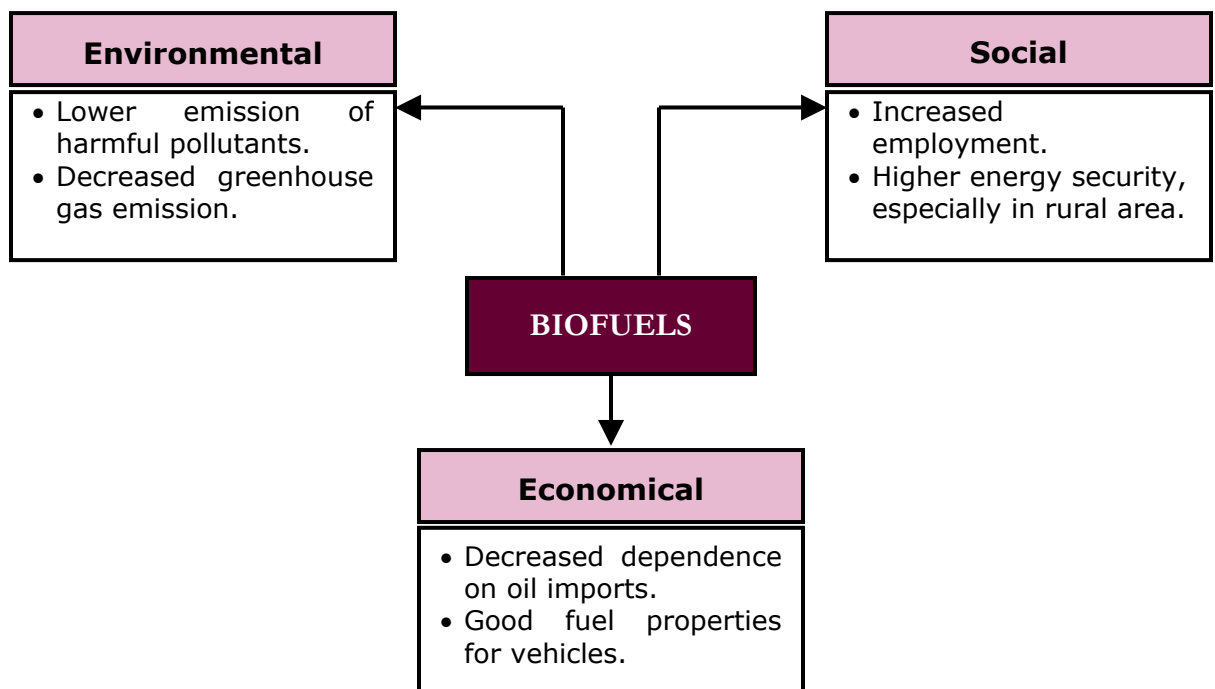 Environmental
• Lower emission of
harmful pollutants.
• Decreased greenhouse
gas emission.
Social
• Increased
employment.
• Higher energy security,
especially in rural area.
BIOFUELS
Economical
• Decreased dependence
on oil imports.
• Good fuel properties
for vehicles.